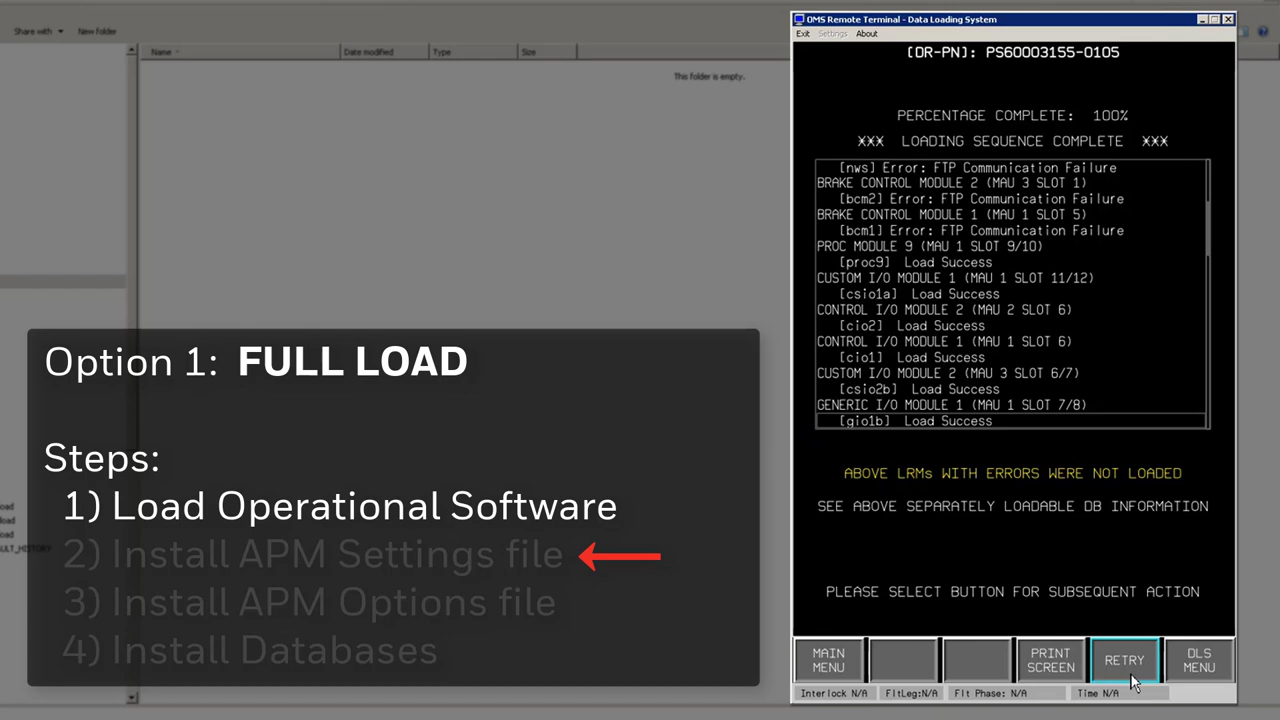 Share with
New folder
Name
Date modified
Type
Size
This folder is empty.
oad
load
oad
AULT_HISTORY
Option 1: FULL LOAD
Steps:
1) Load Operational Software
2) Install APM Settings file
3) Install APM Options file
4) Install Databases
OMS Remote Terminal - Data Loading System
Exit Settings About
[DR-PN]: PS60003155-0105
PERCENTAGE COMPLETE: 100%
*** LOADING SEQUENCE COMPLETE ***
[nws] Error: FTP Communication Failure
BRAKE CONTROL MODULE 2 (MAU 3 SLOT 1)
[bcm2] Error: FTP Communication Failure
BRAKE CONTROL MODULE 1 (MAU 1 SLOT 5)
[bcm1] Error: FTP Communication Failure
PROC MODULE 9 (MAU 1 SLOT 9/10)
[proc9] Load Success
CUSTOM I/O MODULE 1 (MAU 1 SLOT 11/12)
[csio1a] Load Success
CONTROL I/O MODULE 2 (MAU 2 SLOT 6)
[cio2] Load Success
CONTROL I/O MODULE 1 (MAU 1 SLOT 6)
[cio1] Load Success
CUSTOM I/O MODULE 2 (MAU 3 SLOT 6/7)
[csio2b] Load Success
GENERIC I/O MODULE 1 (MAU 1 SLOT 7/8)
[gio1b] Load Success
ABOVE LRMs WITH ERRORS WERE NOT LOADED
SEE ABOVE SEPARATELY LOADABLE DB INFORMATION
PLEASE SELECT BUTTON FOR SUBSEQUENT ACTION
MAIN MENU
PRINT SCREEN
RETRY
DLS MENU
Interlock N/A
FltLeg:N/A
Flt Phase: N/A
Time N/A